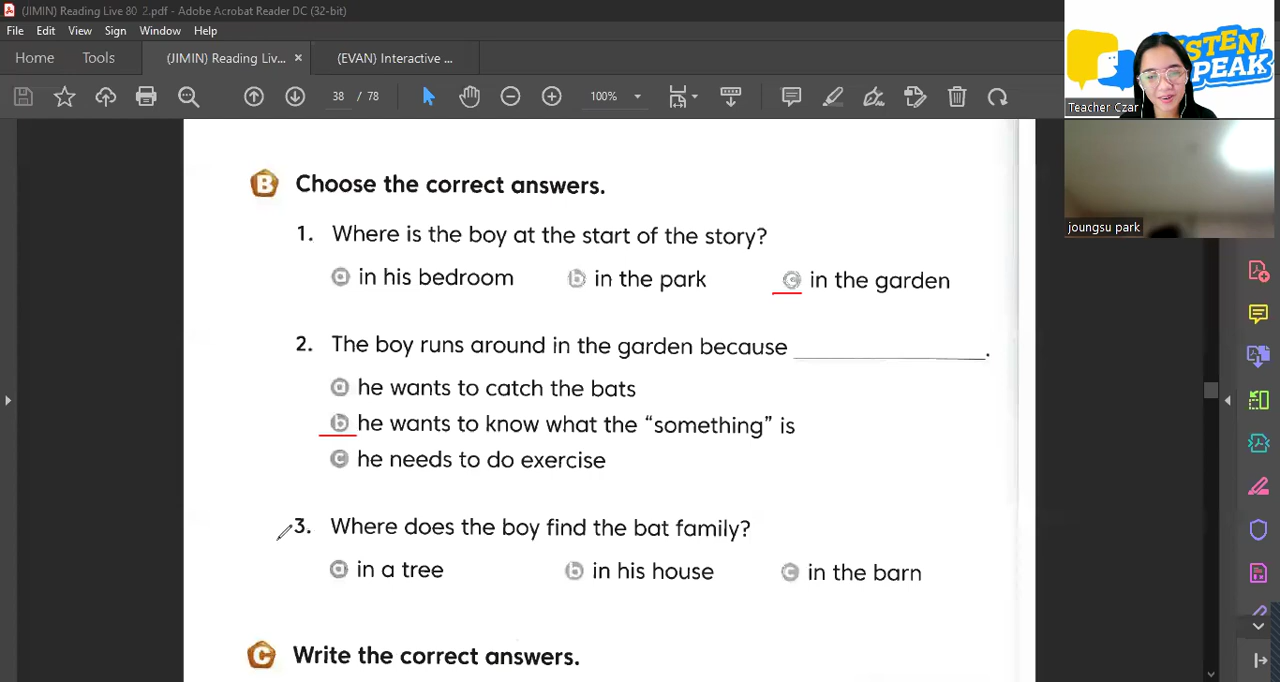 (JIMIN) Reading Live 80 2.pdf - Adobe Acrobat Reader DC (32-bit)
File Edit View Sign Window Help
Home Tools (JIMIN) Reading Liv... × (EVAN) Interactive ...
38 / 78 100%
LISTEN
SPEAK
Teacher Czar
joungsu park
B Choose the correct answers.
1. Where is the boy at the start of the story?
a in his bedroom b in the park c in the garden
2. The boy runs around in the garden because ____________.
a he wants to catch the bats
b he wants to know what the “something” is
c he needs to do exercise
3. Where does the boy find the bat family?
a in a tree b in his house c in the barn
C Write the correct answers.